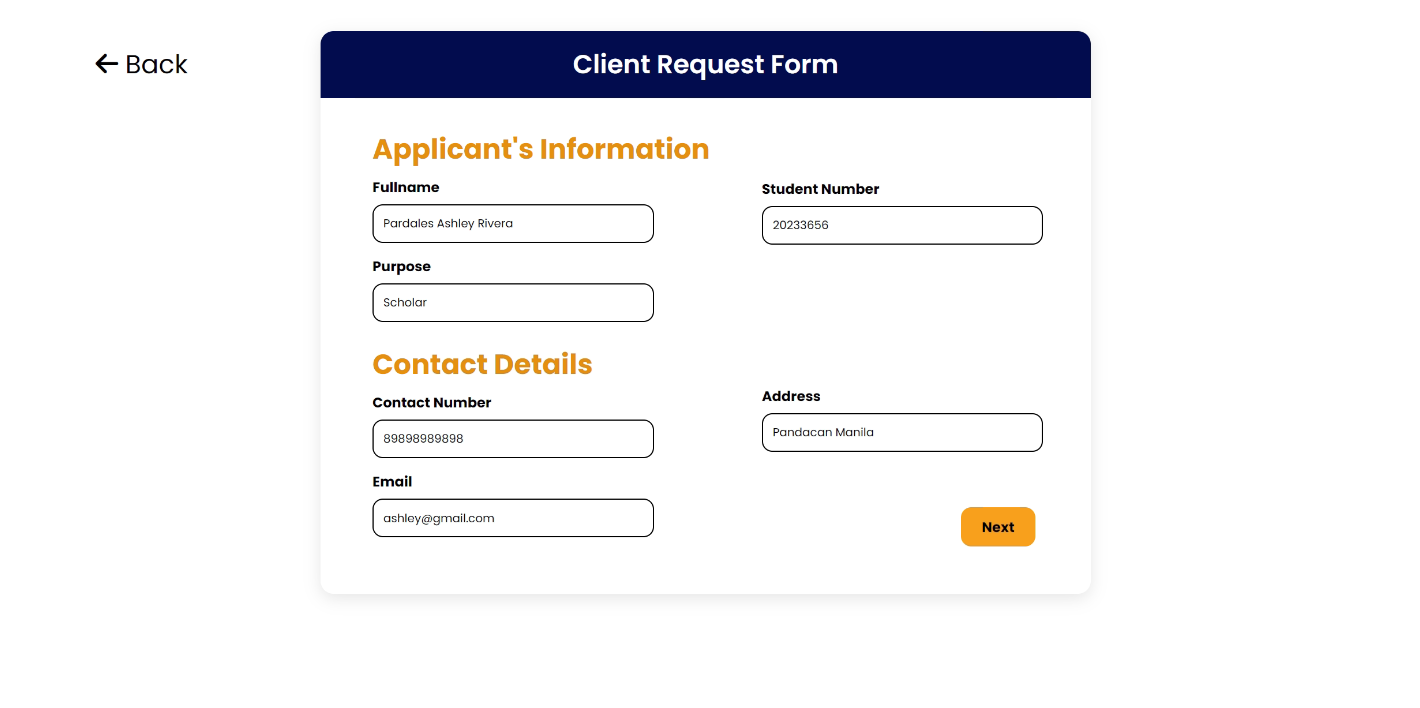 Back
Client Request Form
Applicant's Information
Fullname
Student Number
Pardales Ashley Rivera
20233656
Purpose
Scholar
Contact Details
Contact Number
Address
89898989898
Pandacan Manila
Email
ashley@gmail.com
Next